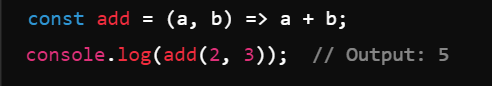 const add = (a, b) => a + b;
console.log(add(2, 3));  // Output: 5